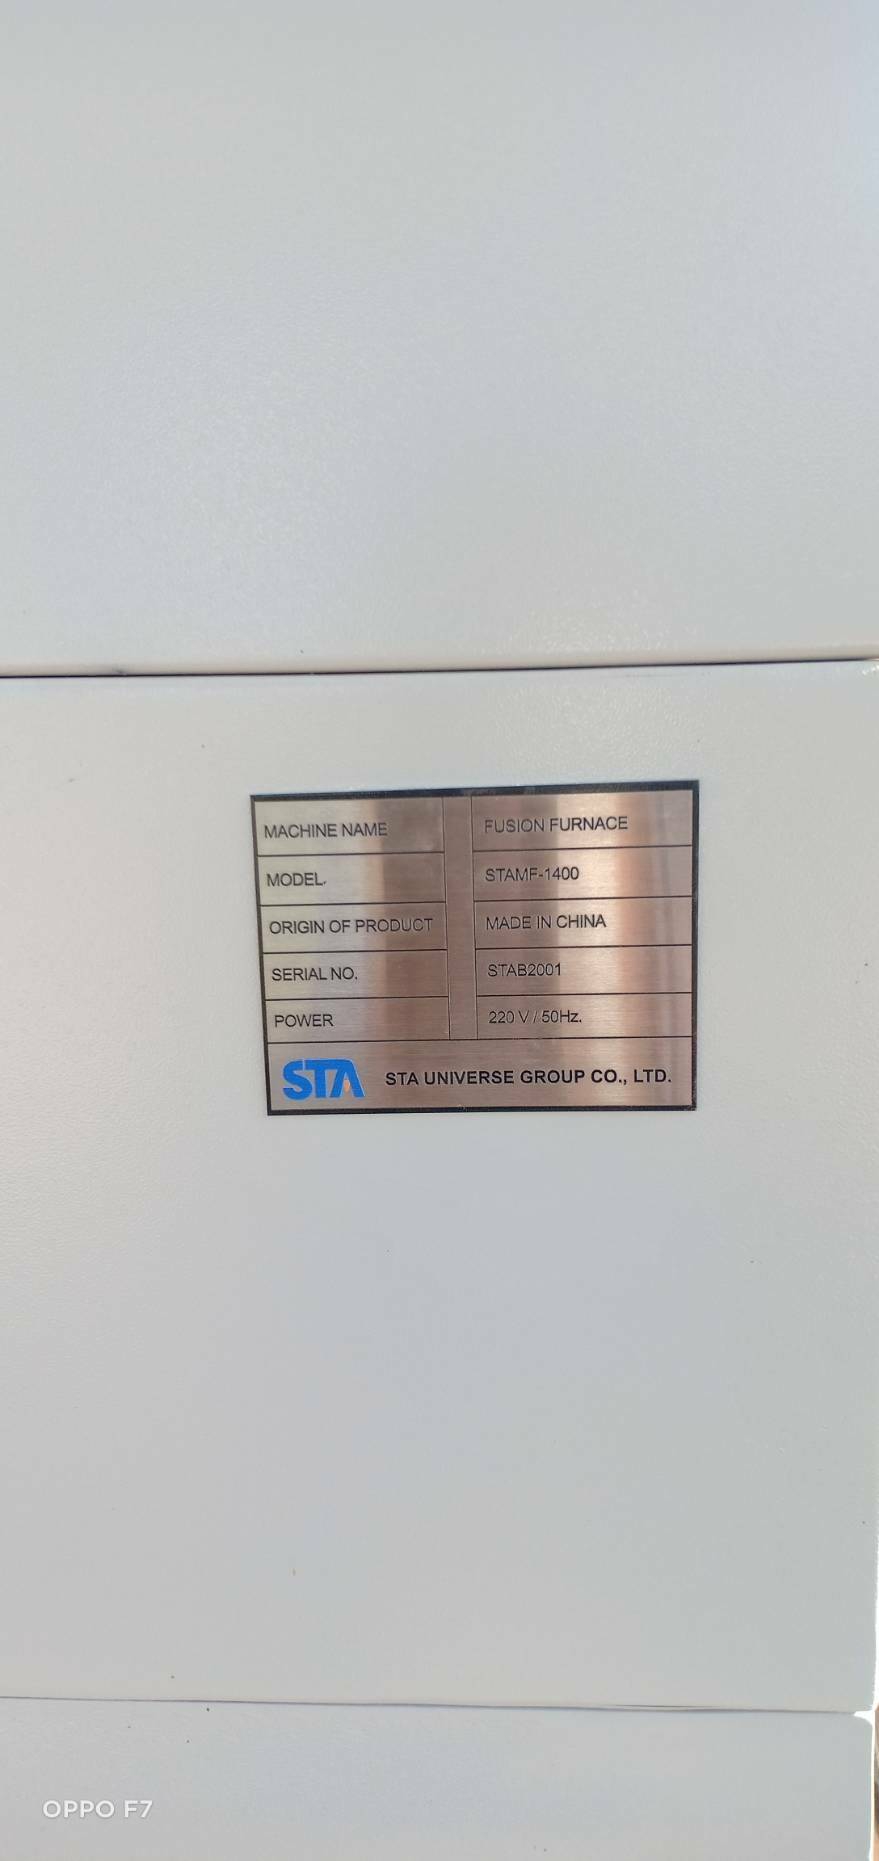 MACHINE NAME FUSION FURNACE
MODEL. STAMF-1400
ORIGIN OF PRODUCT MADE IN CHINA
SERIAL NO. STAB2001
POWER 220 V / 50Hz.
STA STA UNIVERSE GROUP CO., LTD.
OPPO F7